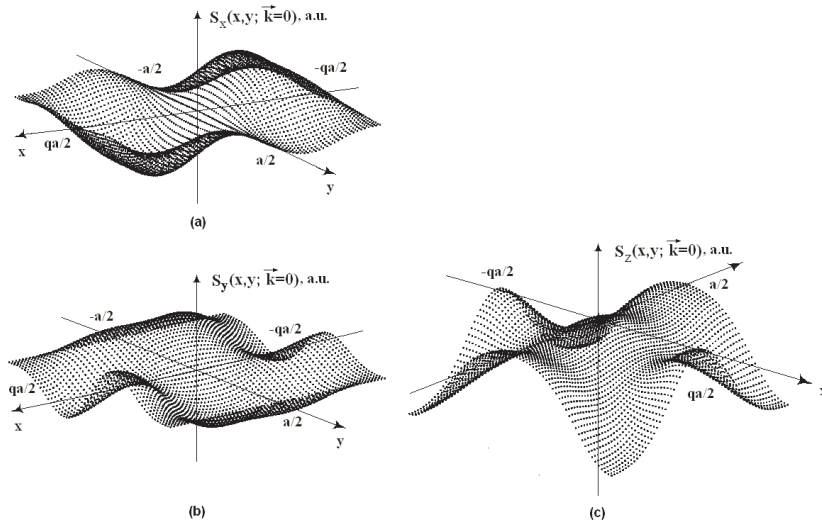 S_x(x,y; k⃗=0), a.u.
-a/2
-qa/2
qa/2
x
a/2
y
(a)
S_y(x,y; k⃗=0), a.u.
-a/2
-qa/2
qa/2
x
a/2
y
(b)
S_z(x,y; k⃗=0), a.u.
-qa/2
a/2
qa/2
(c)